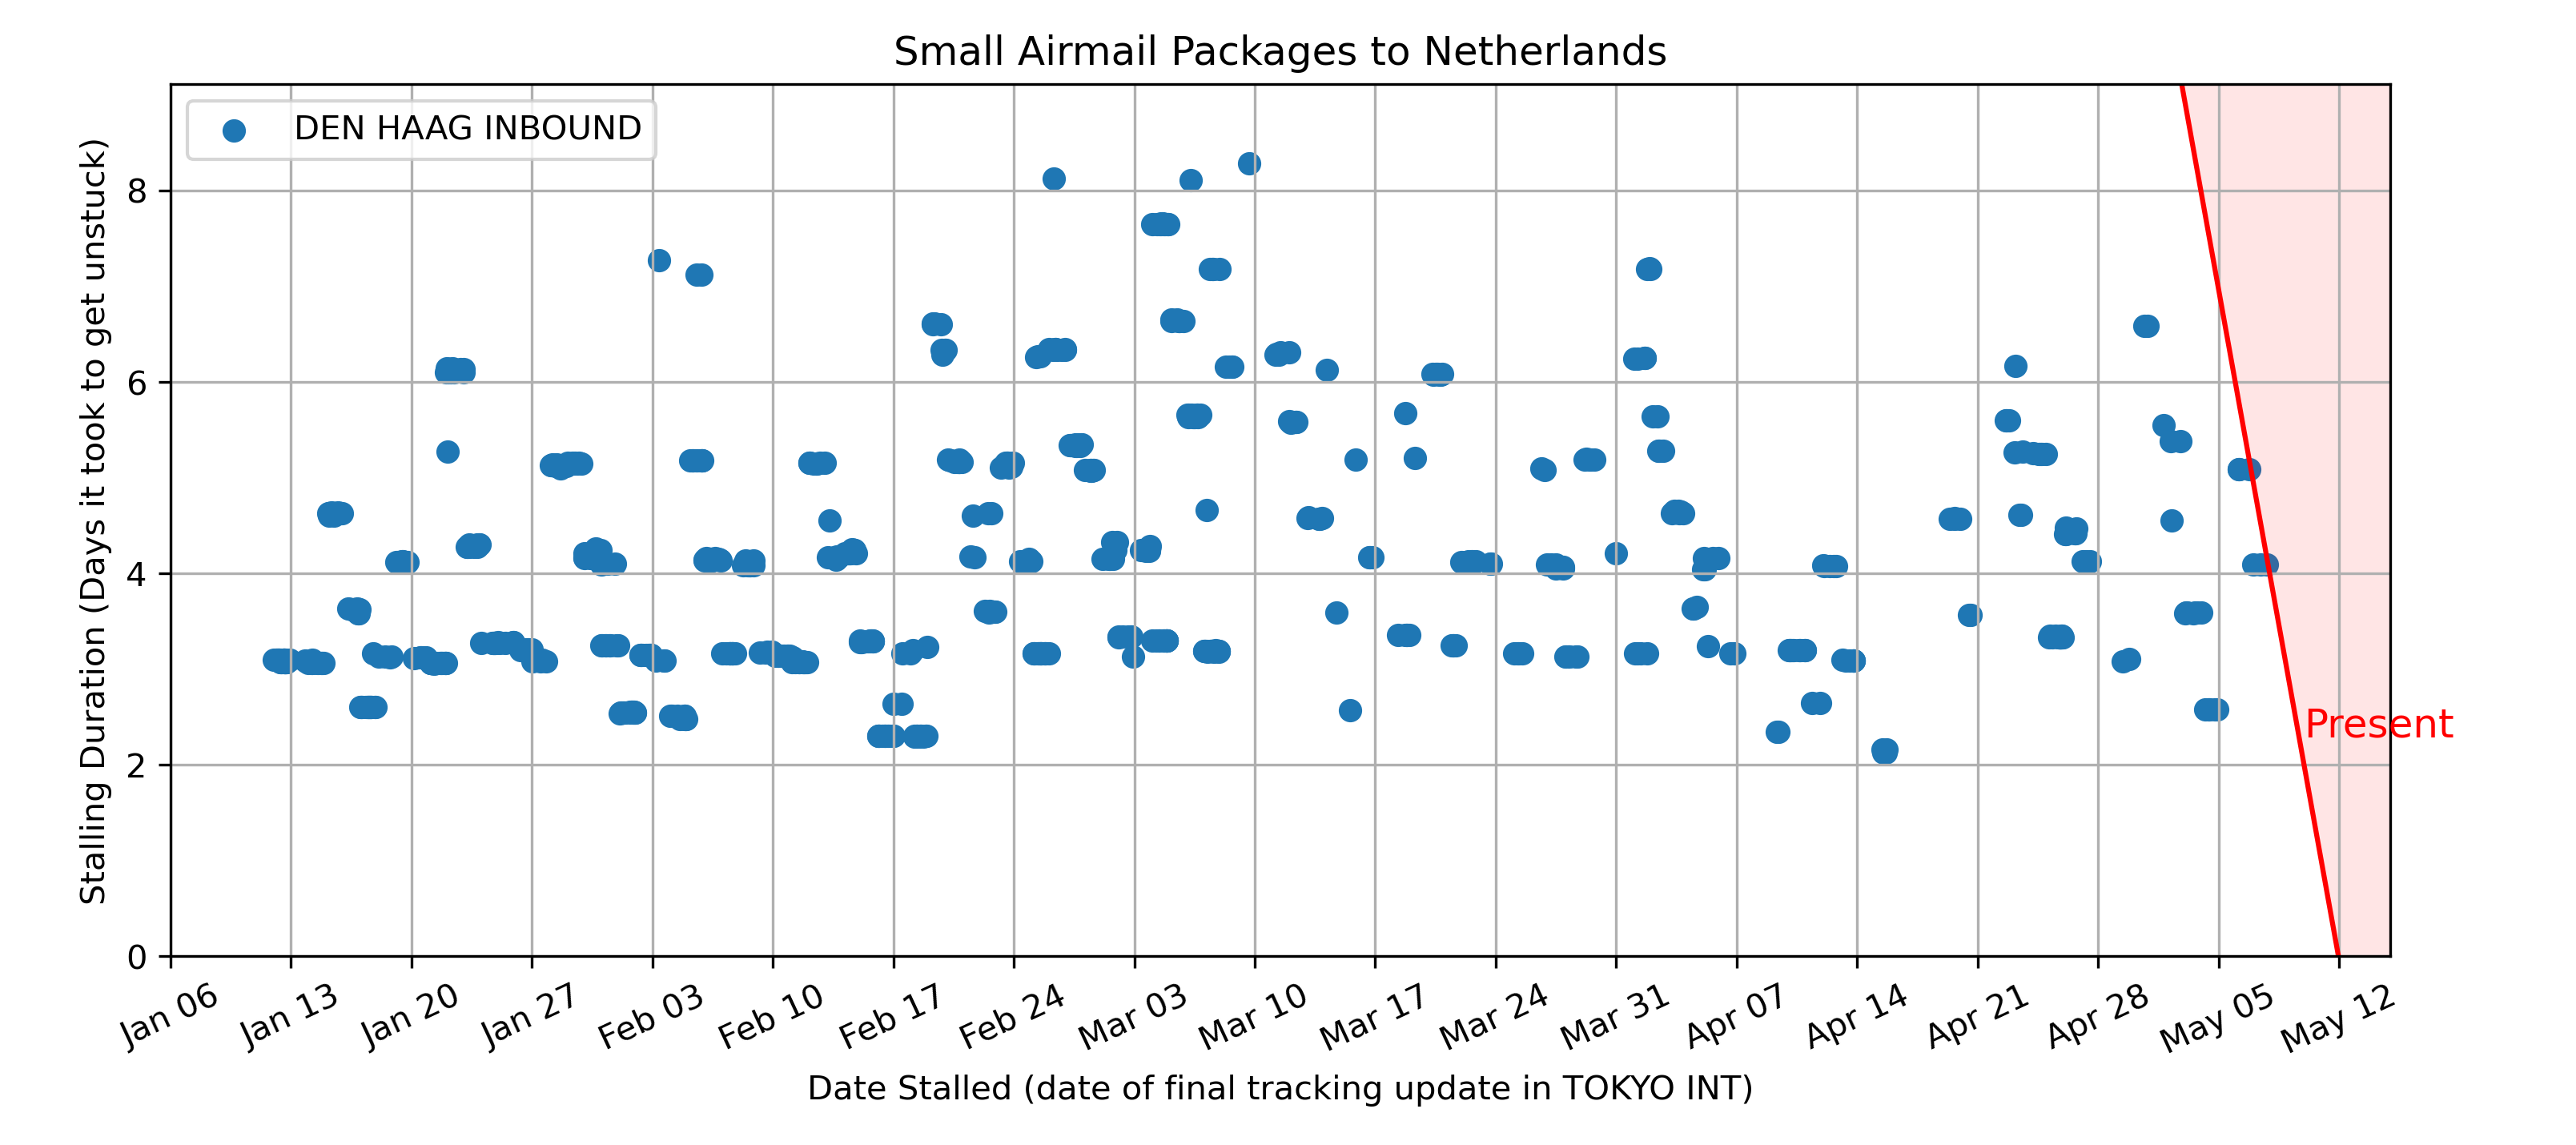 Small Airmail Packages to Netherlands
DEN HAAG INBOUND
Stalling Duration (Days it took to get unstuck)
8
6
4
2
0
Present
Jan 06
Jan 13
Jan 20
Jan 27
Feb 03
Feb 10
Feb 17
Feb 24
Mar 03
Mar 10
Mar 17
Mar 24
Mar 31
Apr 07
Apr 14
Apr 21
Apr 28
May 05
May 12
Date Stalled (date of final tracking update in TOKYO INT)